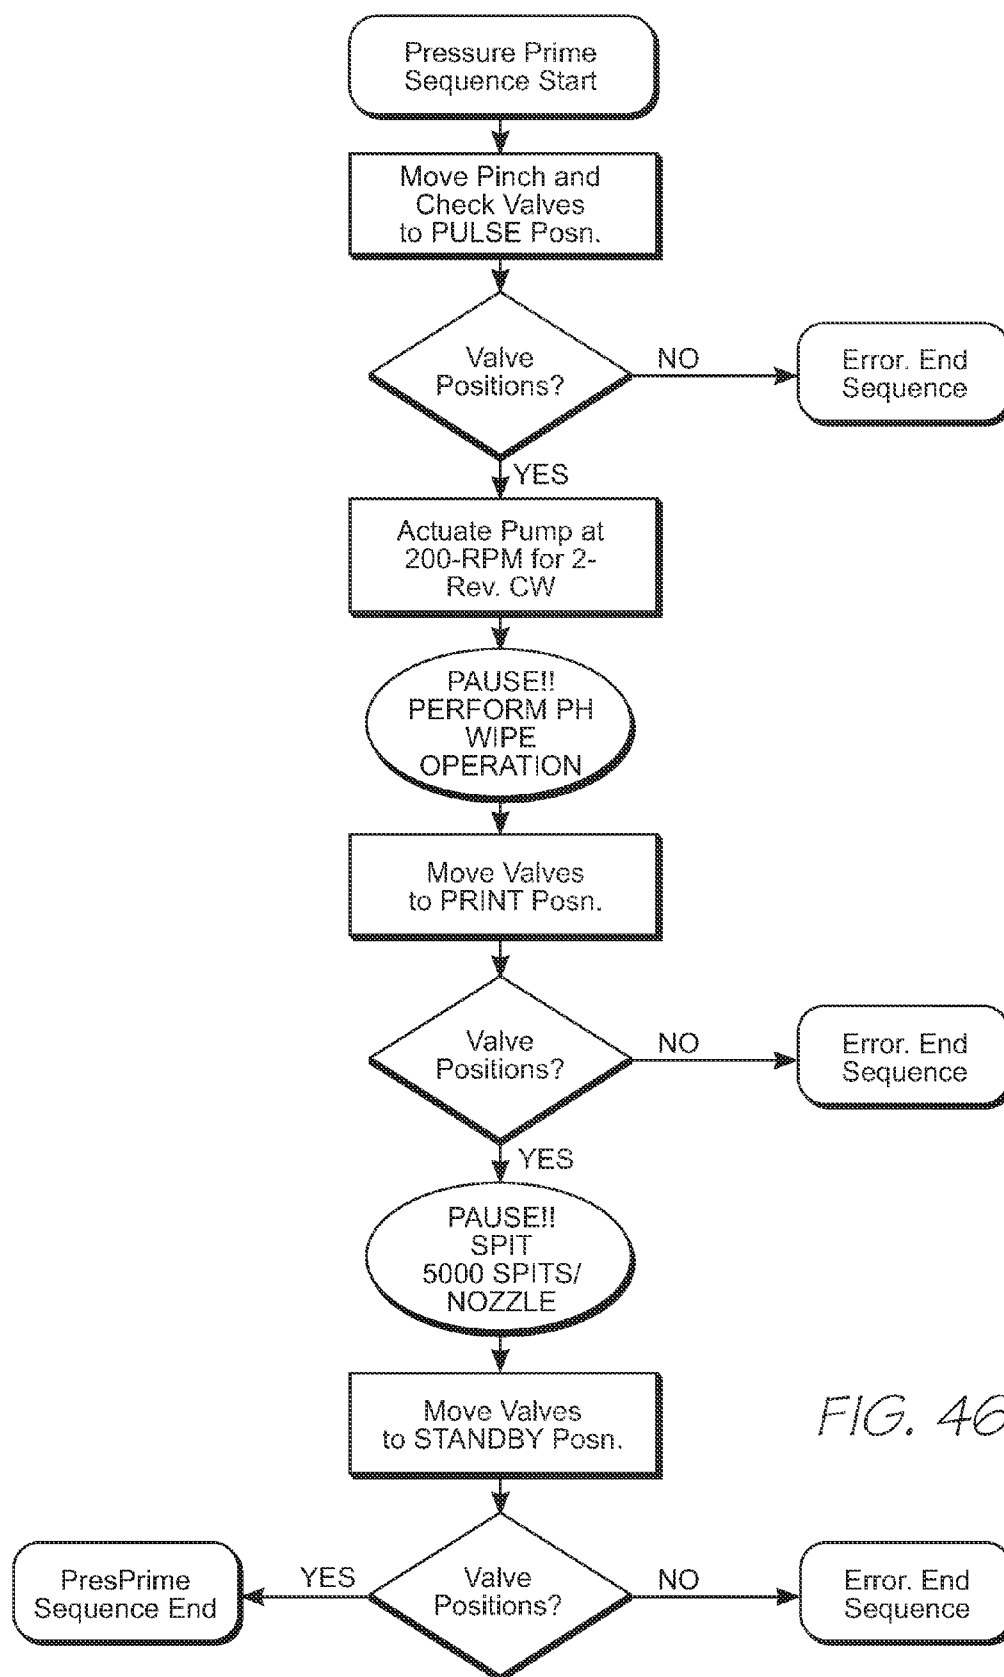 Pressure Prime
Sequence Start
Move Pinch and
Check Valves
to PULSE Posn.
Valve
Positions?
NO
Error. End
Sequence
YES
Actuate Pump at
200-RPM for 2-
Rev. CW
PAUSE!!
PERFORM PH
WIPE
OPERATION
Move Valves
to PRINT Posn.
Valve
Positions?
NO
Error. End
Sequence
YES
PAUSE!!
SPIT
5000 SPITS/
NOZZLE
Move Valves
to STANDBY Posn.
FIG. 46
PresPrime
Sequence End
YES
Valve
Positions?
NO
Error. End
Sequence